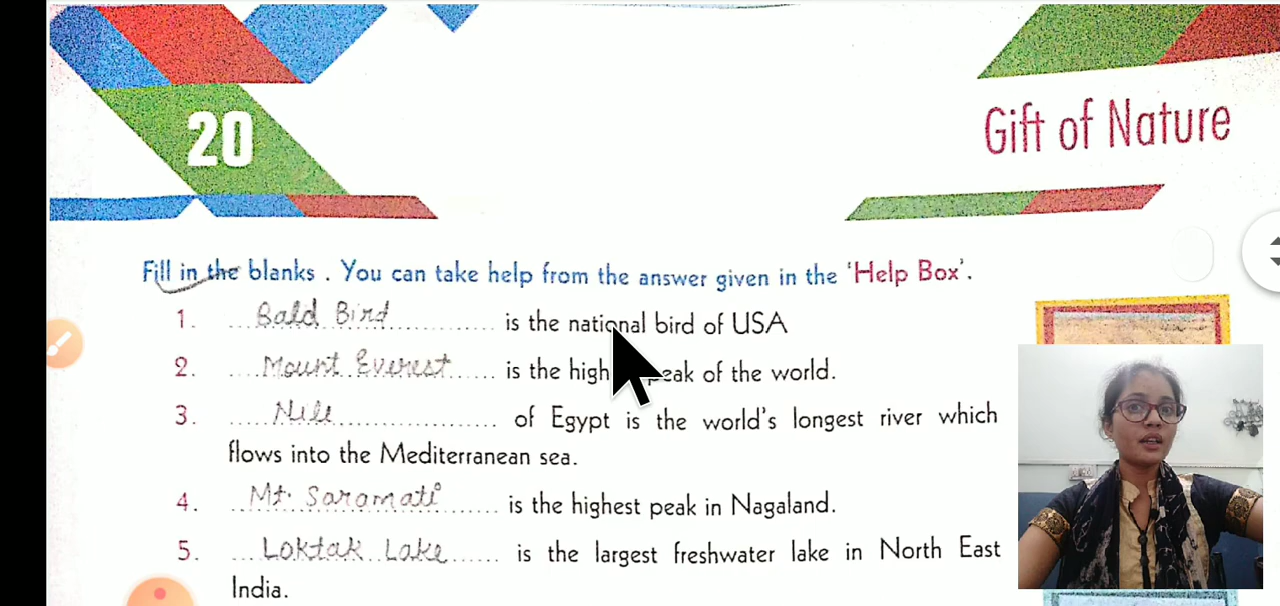 20
Gift of Nature
Fill in the blanks . You can take help from the answer given in the 'Help Box'.
1. Bald Bird is the national bird of USA
2. Mount Everest is the high peak of the world.
3. Nile of Egypt is the world's longest river which
flows into the Mediterranean sea.
4. Mt. Saramati is the highest peak in Nagaland.
5. Loktak Lake is the largest freshwater lake in North East
India.